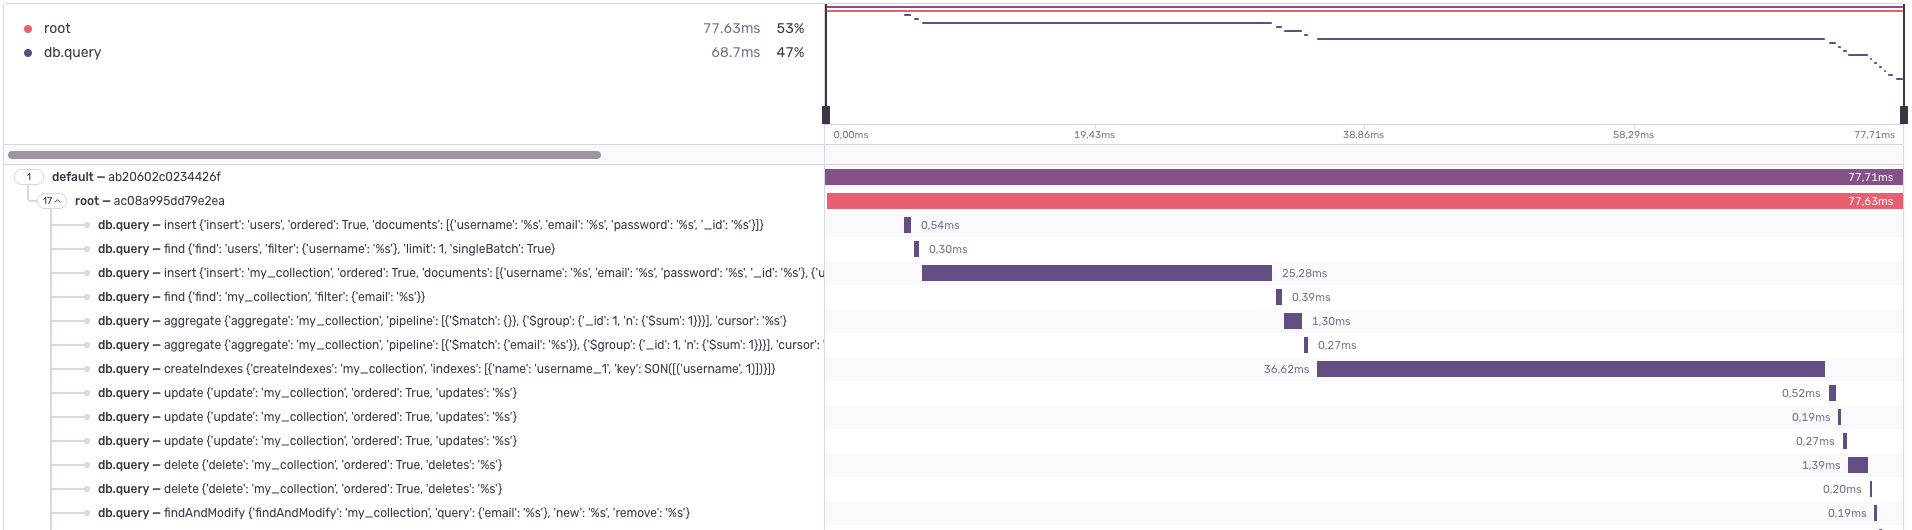 root 77.63ms 53%
db.query 68.7ms 47%
0,00ms 19,43ms 38,86ms 58,29ms 77,71ms
1 default — ab20602c0234426f 77,71ms
17 root — ac08a995dd79e2ea 77,63ms
db.query — insert {'insert': 'users', 'ordered': True, 'documents': [{'username': '%s', 'email': '%s', 'password': '%s', '_id': '%s'}]} 0,54ms
db.query — find {'find': 'users', 'filter': {'username': '%s'}, 'limit': 1, 'singleBatch': True} 0,30ms
db.query — insert {'insert': 'my_collection', 'ordered': True, 'documents': [{'username': '%s', 'email': '%s', 'password': '%s', '_id': '%s'}, {'u 25,28ms
db.query — find {'find': 'my_collection', 'filter': {'email': '%s'}} 0,39ms
db.query — aggregate {'aggregate': 'my_collection', 'pipeline': [{'$match': {}}, {'$group': {'_id': 1, 'n': {'$sum': 1}}}], 'cursor': '%s'} 1,30ms
db.query — aggregate {'aggregate': 'my_collection', 'pipeline': [{'$match': {'email': '%s'}}, {'$group': {'_id': 1, 'n': {'$sum': 1}}}], 'cursor': ' 0,27ms
db.query — createIndexes {'createIndexes': 'my_collection', 'indexes': [{'name': 'username_1', 'key': SON([('username', 1)])}]} 36,62ms
db.query — update {'update': 'my_collection', 'ordered': True, 'updates': '%s'} 0,52ms
db.query — update {'update': 'my_collection', 'ordered': True, 'updates': '%s'} 0,19ms
db.query — update {'update': 'my_collection', 'ordered': True, 'updates': '%s'} 0,27ms
db.query — delete {'delete': 'my_collection', 'ordered': True, 'deletes': '%s'} 1,39ms
db.query — delete {'delete': 'my_collection', 'ordered': True, 'deletes': '%s'} 0,20ms
db.query — findAndModify {'findAndModify': 'my_collection', 'query': {'email': '%s'}, 'new': '%s', 'remove': '%s'} 0,19ms